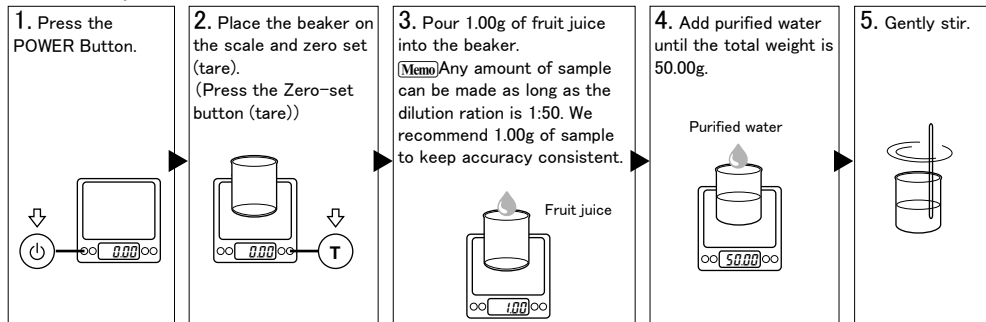 1. Press the
POWER Button.
0.00
2. Place the beaker on
the scale and zero set
(tare).
(Press the Zero-set
button (tare))
0.00
T
3. Pour 1.00g of fruit juice
into the beaker.
Memo Any amount of sample
can be made as long as the
dilution ration is 1:50. We
recommend 1.00g of sample
to keep accuracy consistent.
Fruit juice
1.00
4. Add purified water
until the total weight is
50.00g.
Purified water
50.00
5. Gently stir.